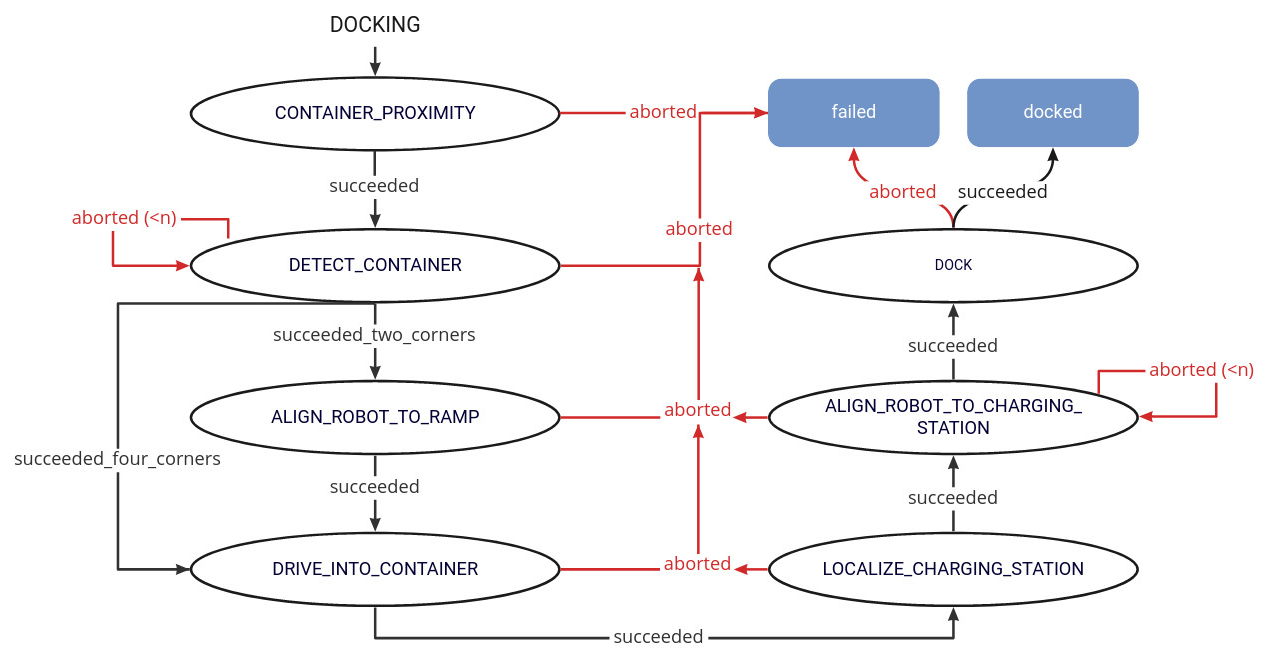 DOCKING
CONTAINER_PROXIMITY
aborted
failed
docked
succeeded
aborted
succeeded
aborted (<n)
aborted
DETECT_CONTAINER
DOCK
succeeded_two_corners
succeeded
aborted (<n)
ALIGN_ROBOT_TO_RAMP
aborted
ALIGN_ROBOT_TO_CHARGING_
STATION
succeeded_four_corners
succeeded
succeeded
DRIVE_INTO_CONTAINER
aborted
LOCALIZE_CHARGING_STATION
succeeded